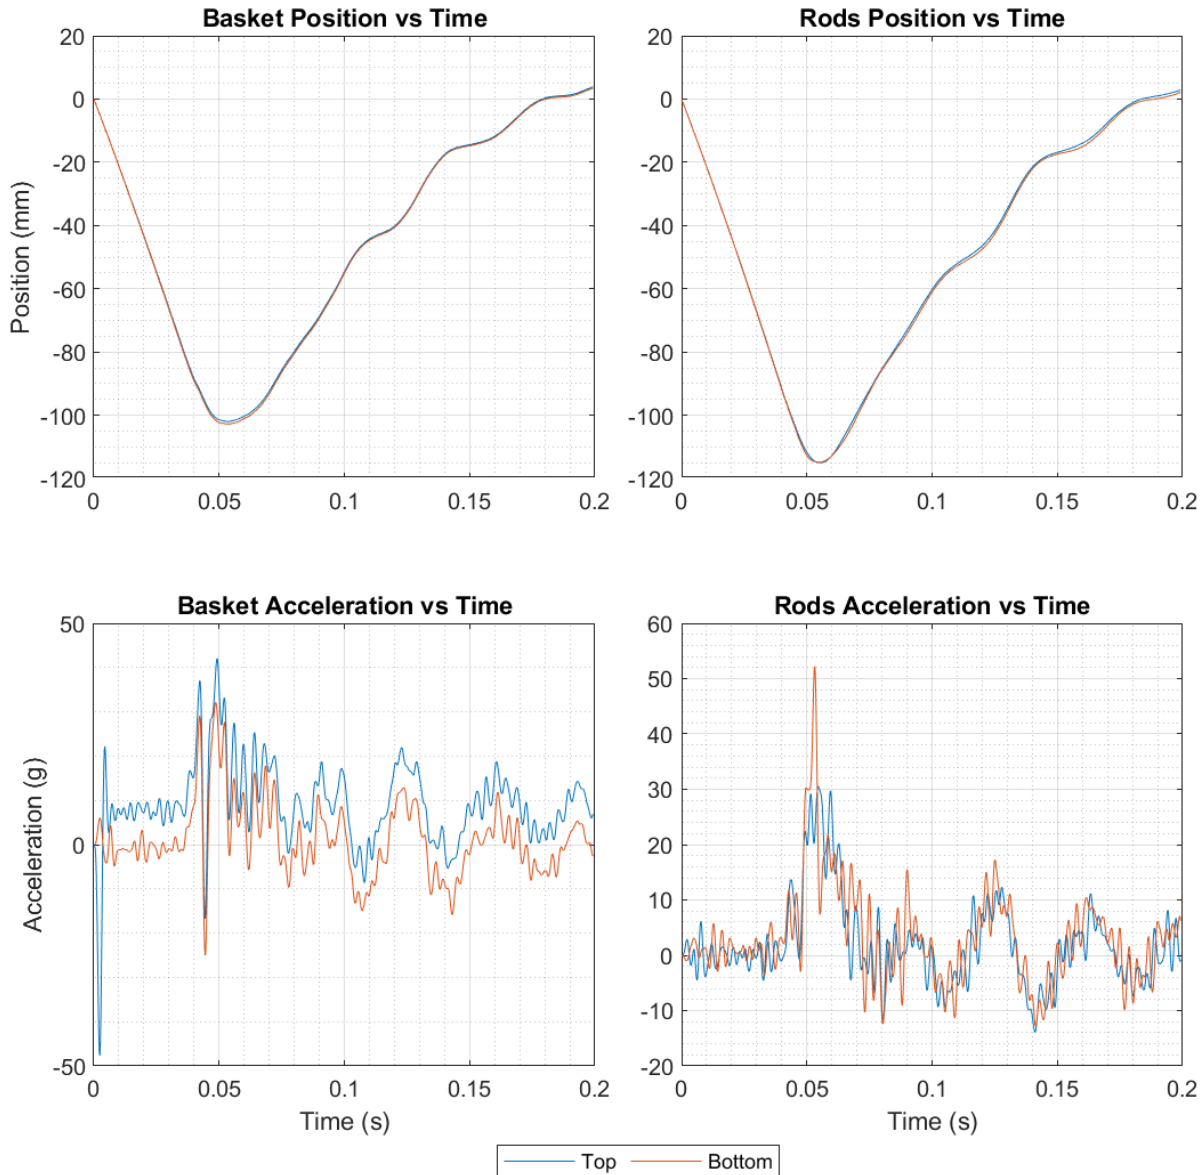 Basket Position vs Time
Rods Position vs Time
20
0
-20
-40
-60
-80
-100
-120
Position (mm)
0 0.05 0.1 0.15 0.2
20
0
-20
-40
-60
-80
-100
-120
0 0.05 0.1 0.15 0.2
Basket Acceleration vs Time
Rods Acceleration vs Time
50
0
-50
Acceleration (g)
0 0.05 0.1 0.15 0.2
Time (s)
60
50
40
30
20
10
0
-10
-20
0 0.05 0.1 0.15 0.2
Time (s)
Top Bottom